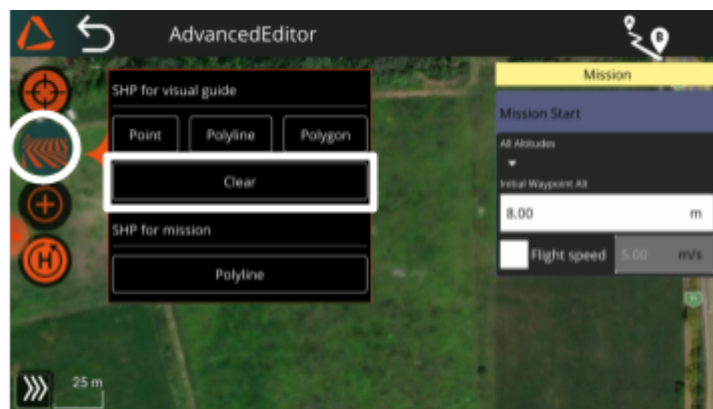 AdvancedEditor
SHP for visual guide
Point Polyline Polygon
Clear
SHP for mission
Polyline
Mission
Mission Start
All Altitudes
Initial Waypoint Alt
8.00 m
Flight speed 5.00 m/s
25 m
A
B
H